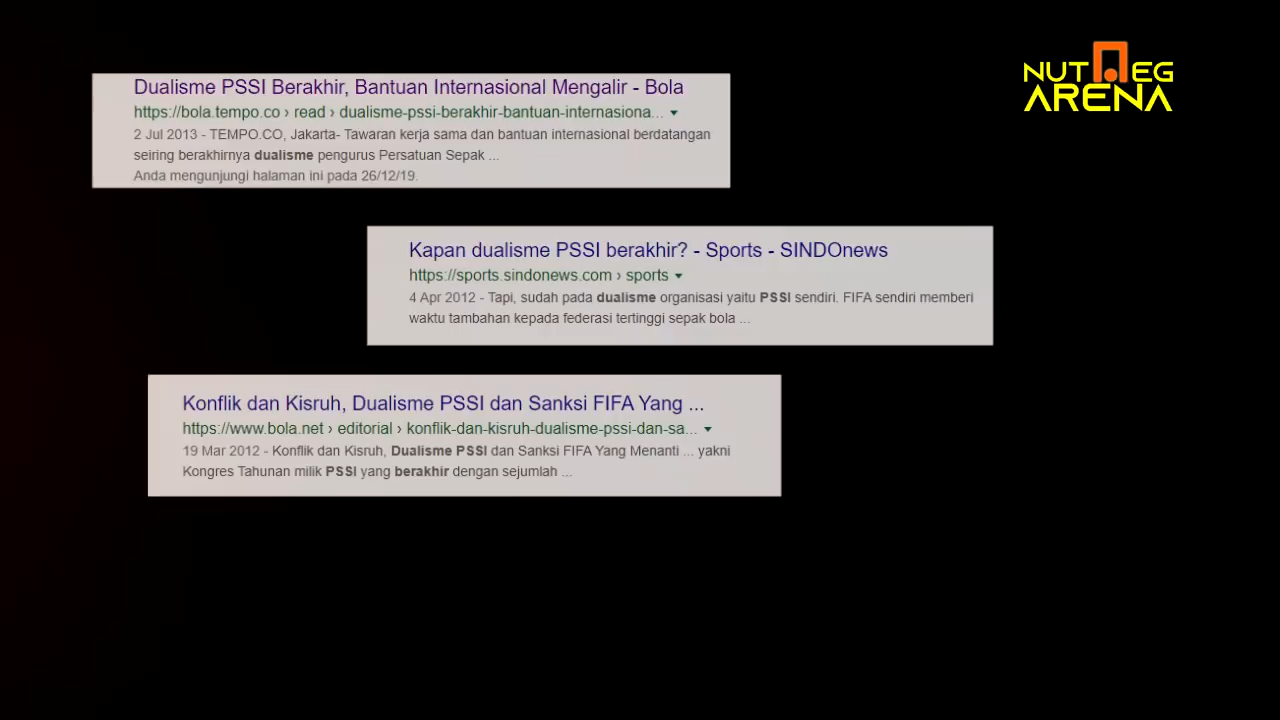 NUTMEG
ARENA
Dualisme PSSI Berakhir, Bantuan Internasional Mengalir - Bola
https://bola.tempo.co › read › dualisme-pssi-berakhir-bantuan-internasiona...
2 Jul 2013 - TEMPO.CO, Jakarta- Tawaran kerja sama dan bantuan internasional berdatangan
seiring berakhirnya dualisme pengurus Persatuan Sepak ...
Anda mengunjungi halaman ini pada 26/12/19.
Kapan dualisme PSSI berakhir? - Sports - SINDOnews
https://sports.sindonews.com › sports
4 Apr 2012 - Tapi, sudah pada dualisme organisasi yaitu PSSI sendiri. FIFA sendiri memberi
waktu tambahan kepada federasi tertinggi sepak bola ...
Konflik dan Kisruh, Dualisme PSSI dan Sanksi FIFA Yang ...
https://www.bola.net › editorial › konflik-dan-kisruh-dualisme-pssi-dan-sa...
19 Mar 2012 - Konflik dan Kisruh, Dualisme PSSI dan Sanksi FIFA Yang Menanti ... yakni
Kongres Tahunan milik PSSI yang berakhir dengan sejumlah ...